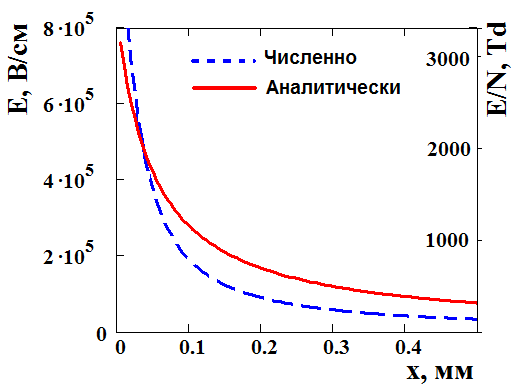 E, В/см
8·10⁵
6·10⁵
4·10⁵
2·10⁵
0
Численно
Аналитически
E/N, Td
3000
2000
1000
0 0.1 0.2 0.3 0.4
x, мм